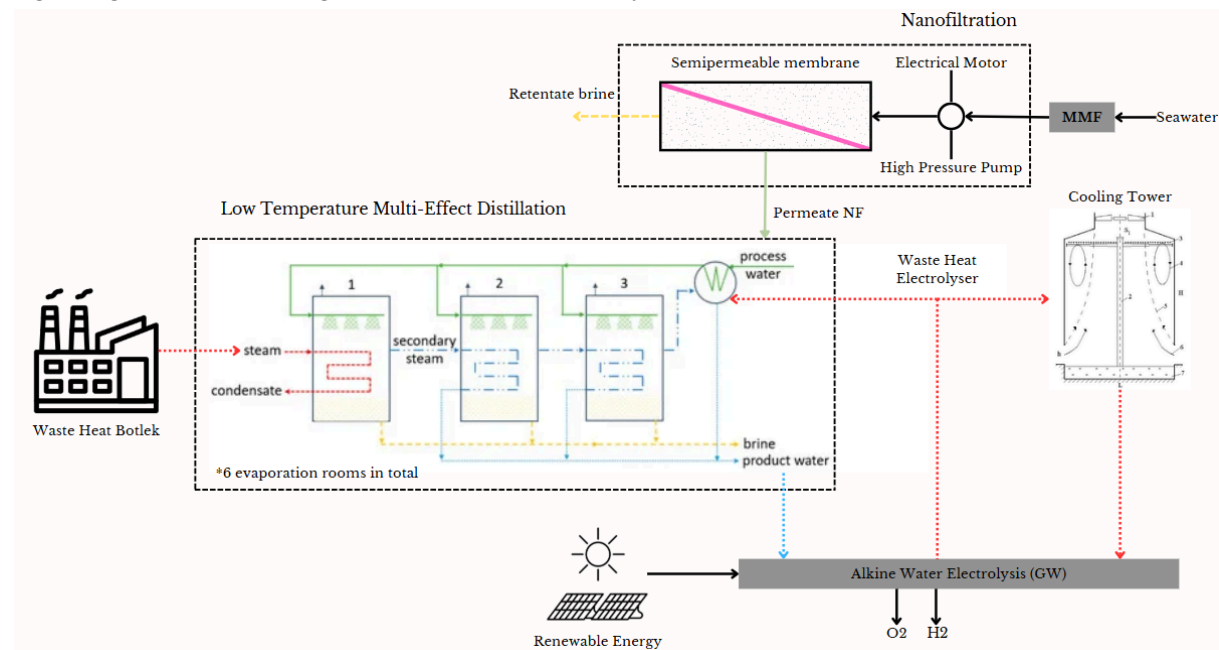 Nanofiltration
Semipermeable membrane
Electrical Motor
Retentate brine
MMF
Seawater
High Pressure Pump
Cooling Tower
Low Temperature Multi-Effect Distillation
Permeate NF
process
water
Waste Heat
Electrolyser
1
2
3
steam
secondary
steam
condensate
Waste Heat Botlek
brine
product water
*6 evaporation rooms in total
Alkine Water Electrolysis (GW)
O2
H2
Renewable Energy